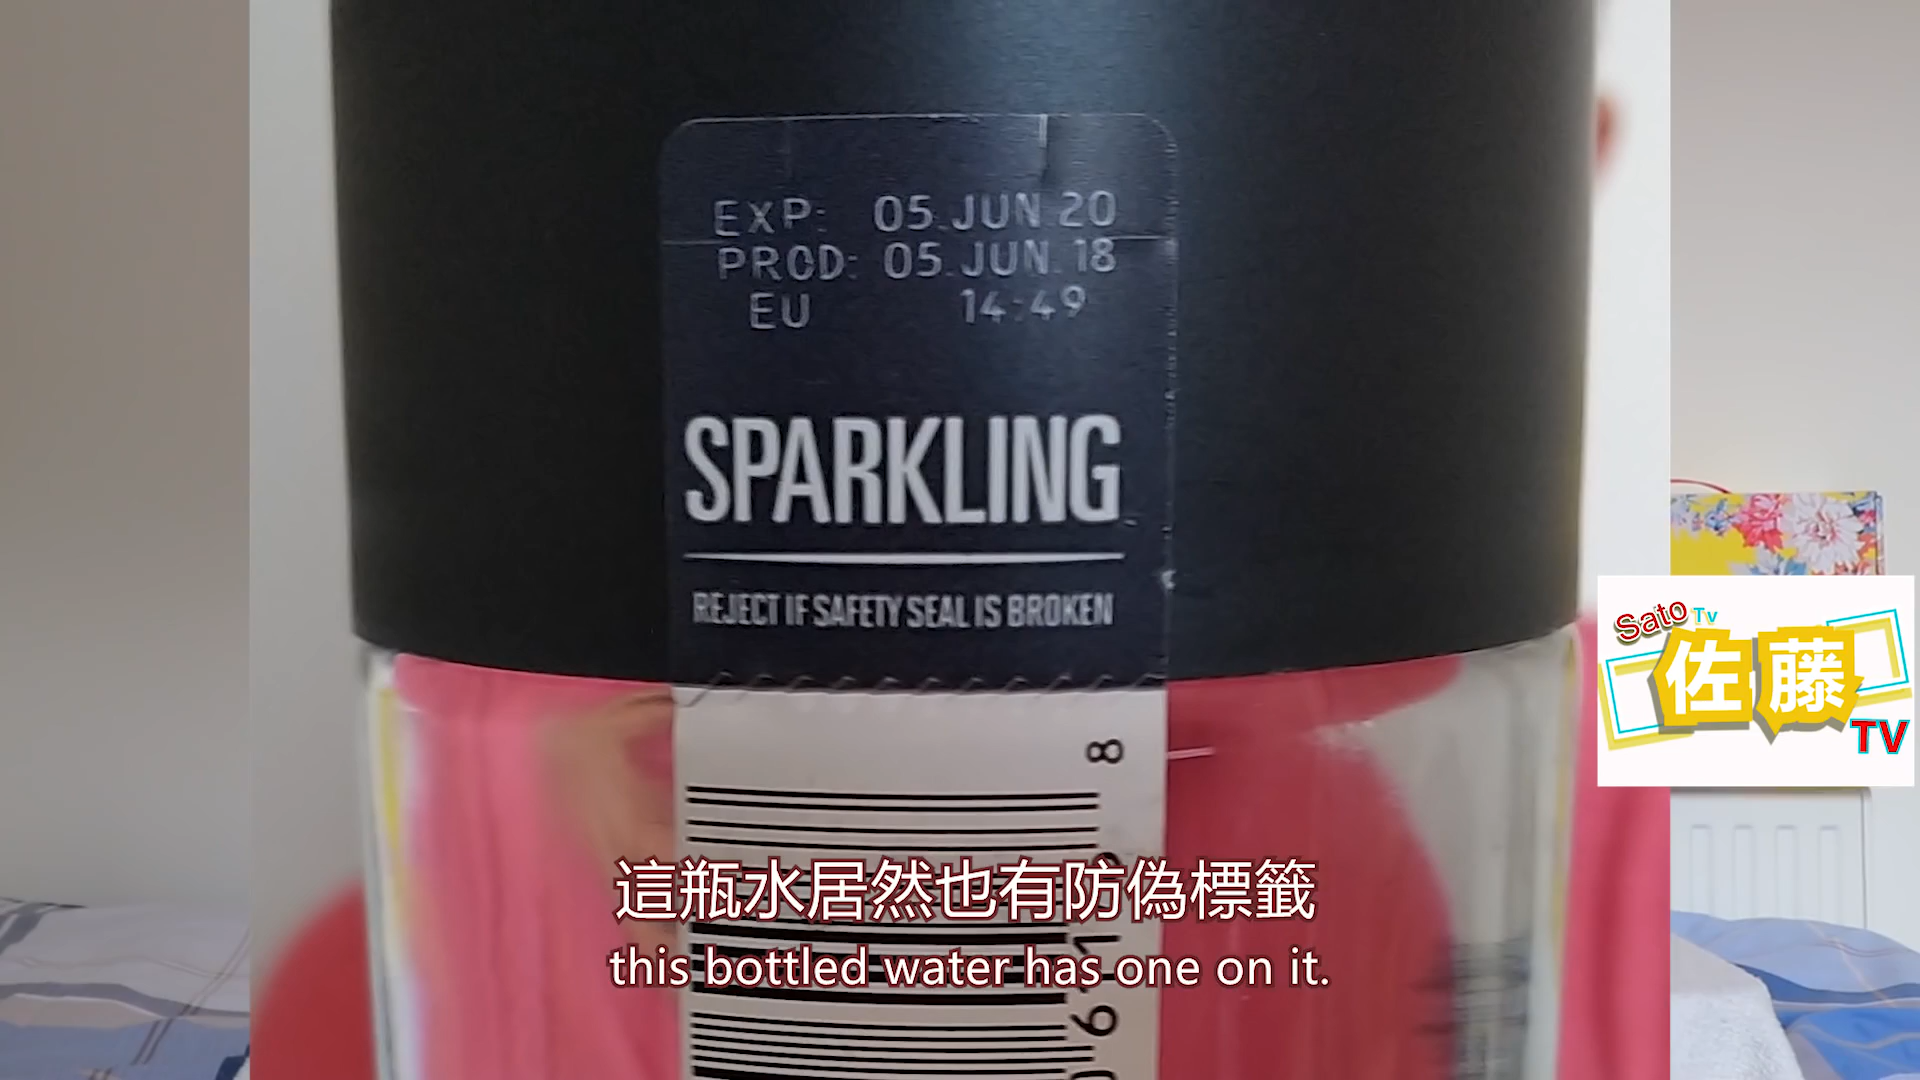 EXP: 05.JUN.20
PROD: 05.JUN.18
EU 14:49
SPARKLING
REJECT IF SAFETY SEAL IS BROKEN
8
Sato Tv
佐藤
TV
這瓶水居然也有防偽標籤
this bottled water has one on it.